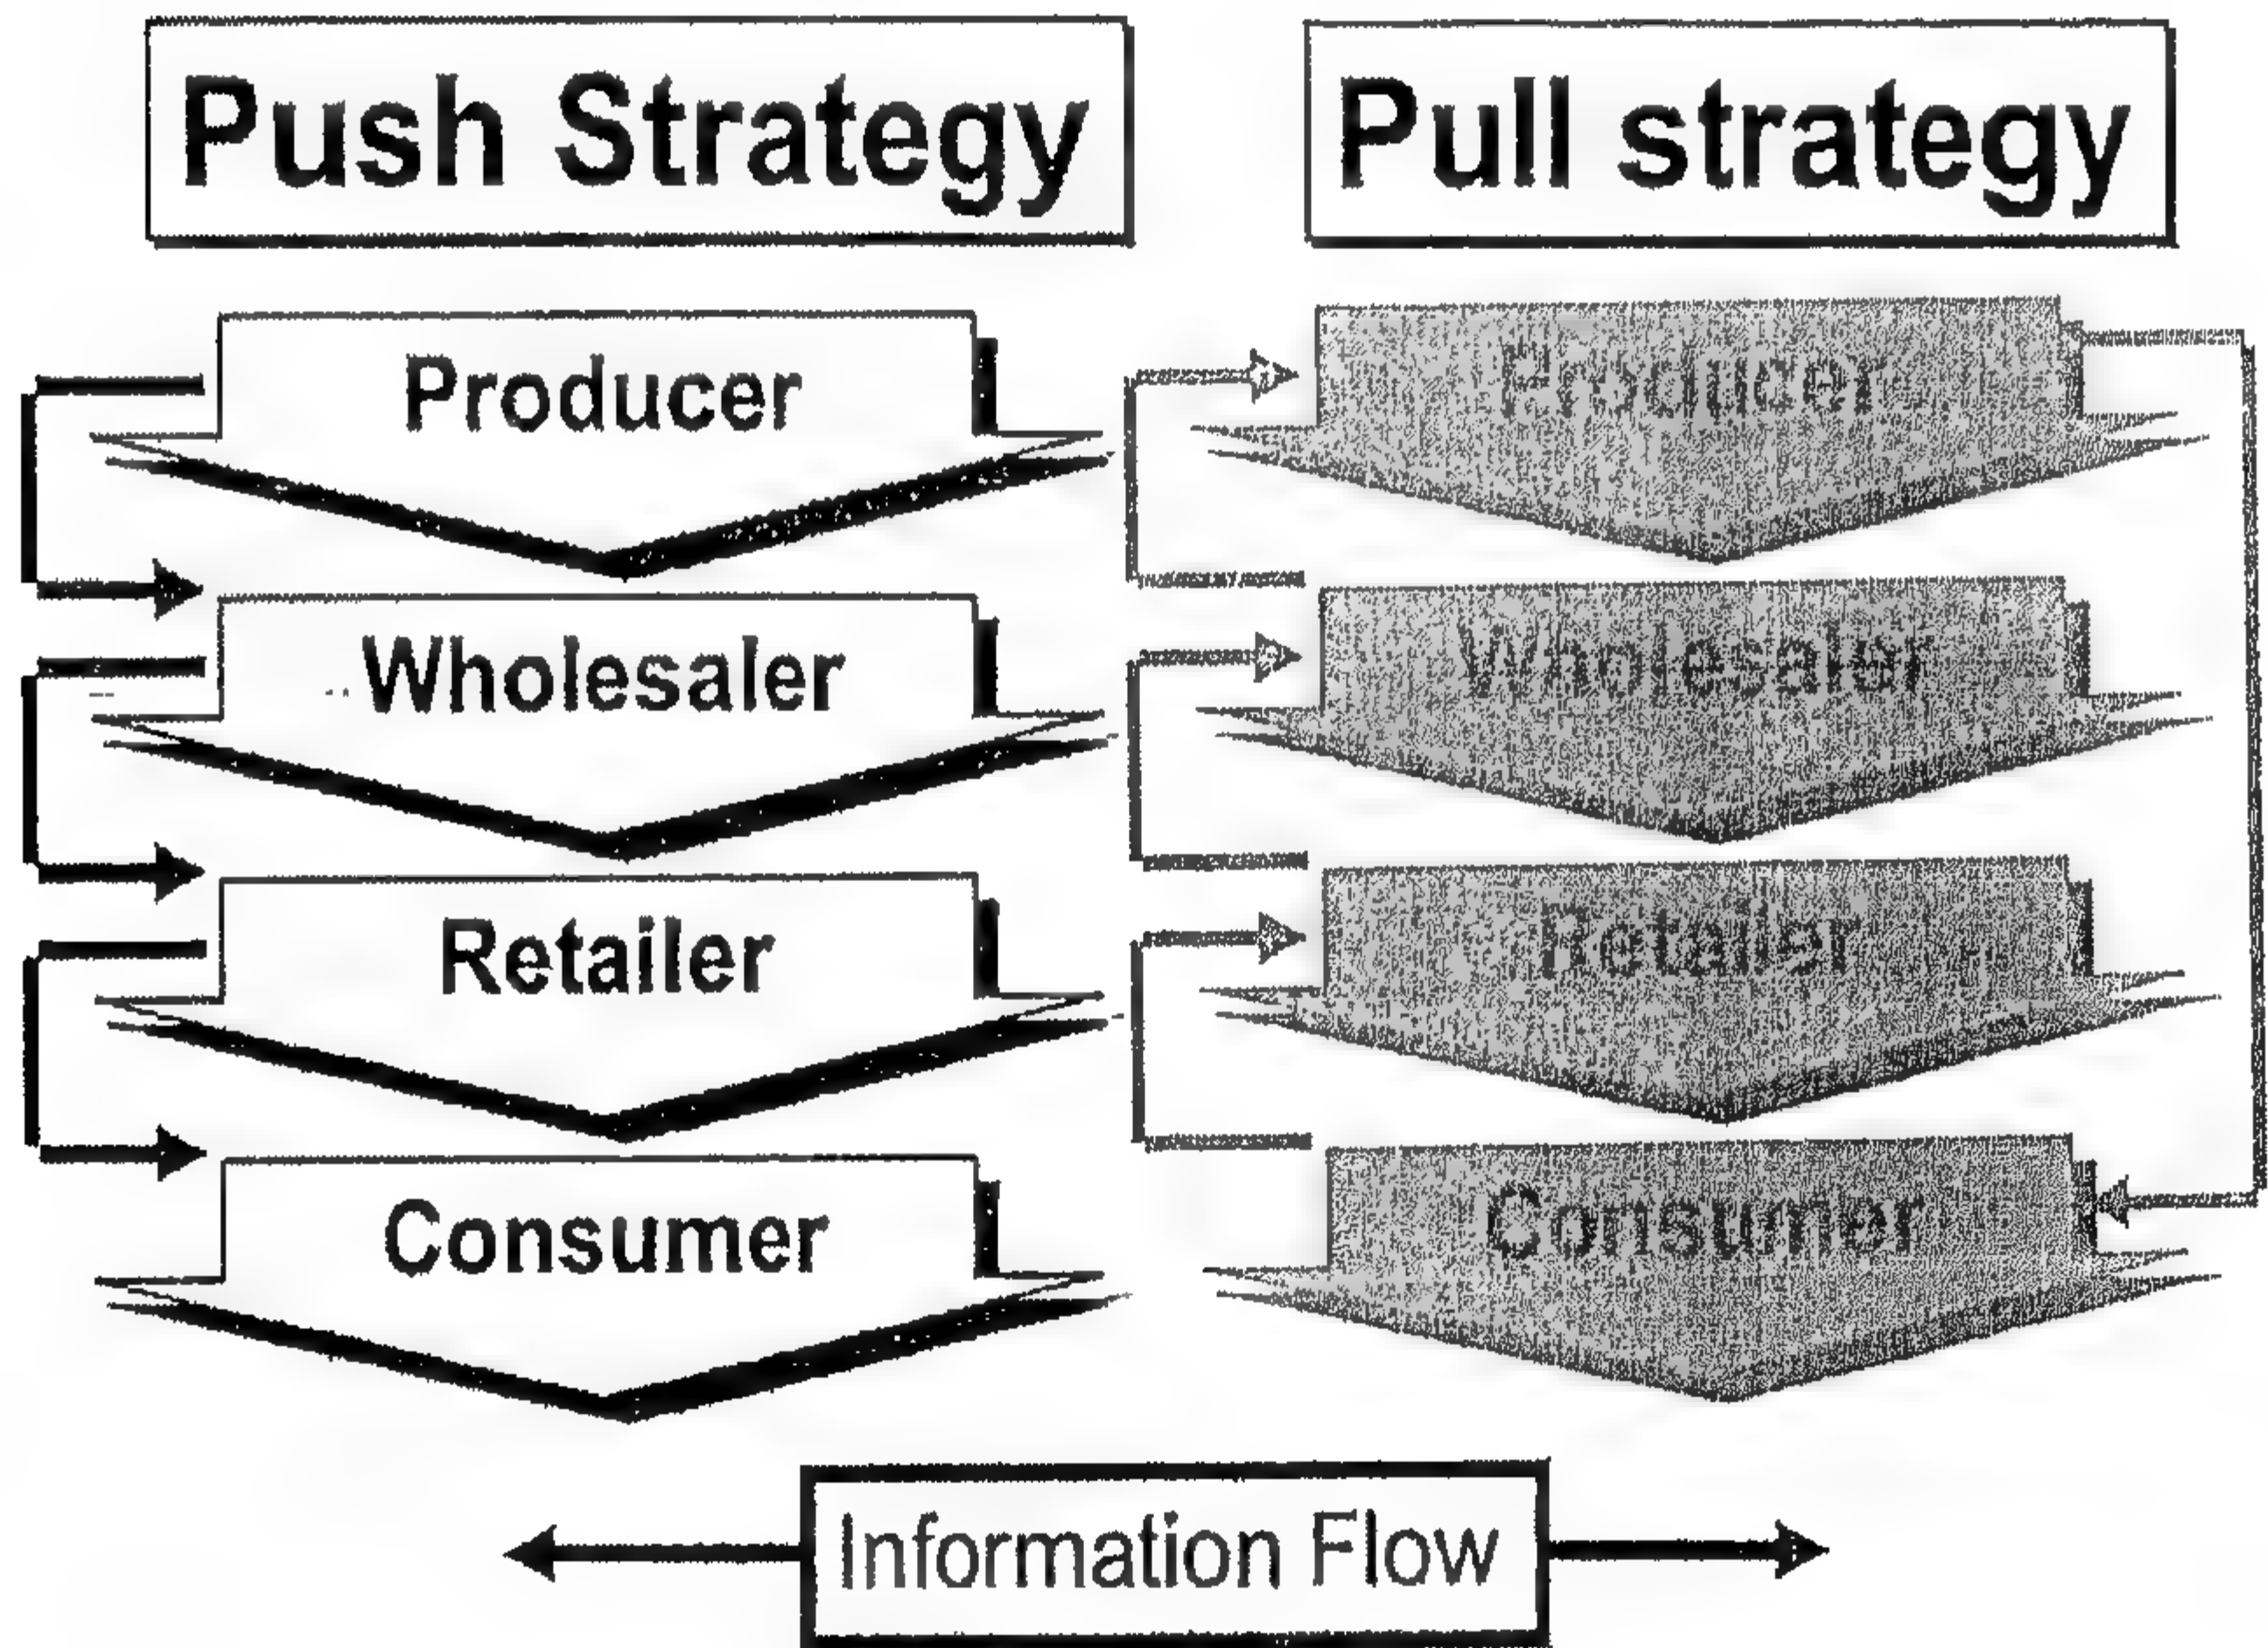 Push Strategy
Pull strategy
Producer
Wholesaler
Retailer
Consumer
Producer
Wholesaler
Retailer
Consumer
Information Flow